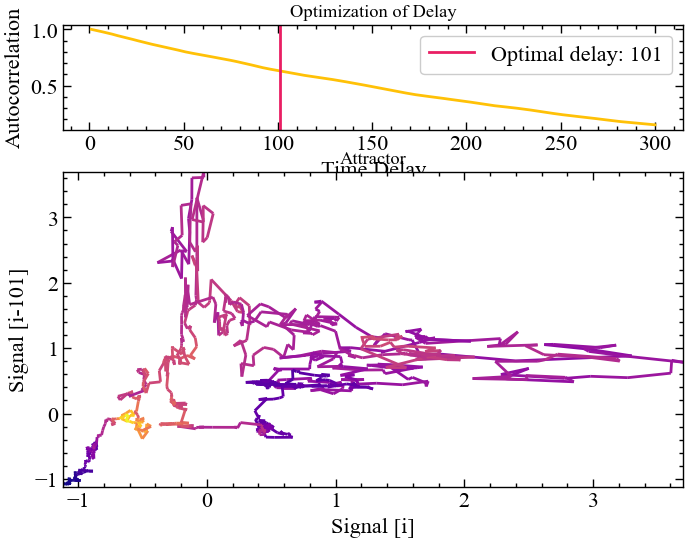 Optimization of Delay
Autocorrelation
1.0
0.5
Optimal delay: 101
0 50 100 150 200 250 300
Time Delay
Attractor
Signal [i-101]
3
2
1
0
−1
−1 0 1 2 3
Signal [i]